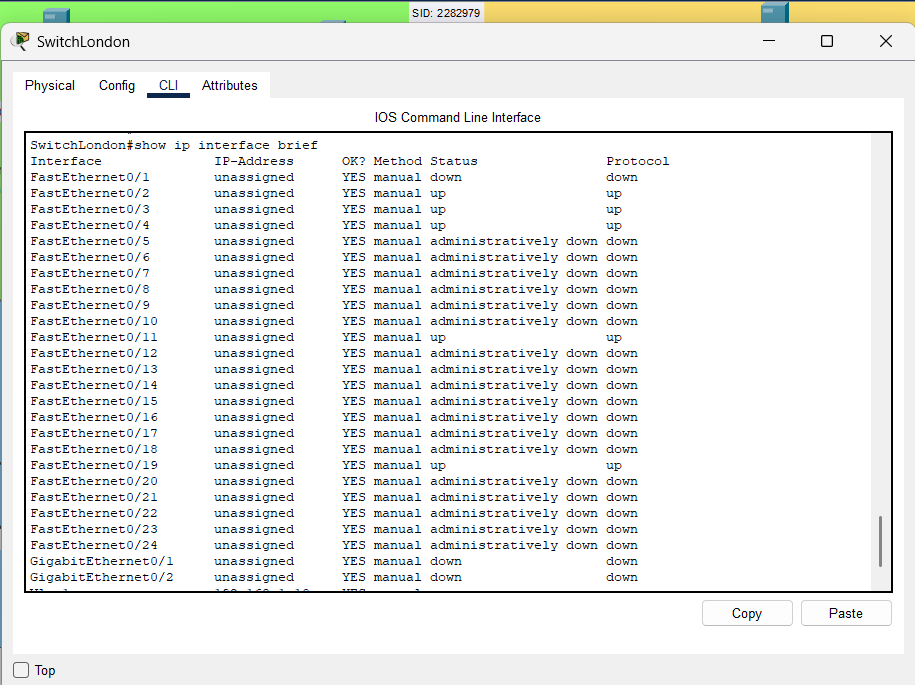 SID: 2282979
SwitchLondon
Physical Config CLI Attributes
IOS Command Line Interface
SwitchLondon#show ip interface brief
Interface IP-Address OK? Method Status Protocol
FastEthernet0/1 unassigned YES manual down down
FastEthernet0/2 unassigned YES manual up up
FastEthernet0/3 unassigned YES manual up up
FastEthernet0/4 unassigned YES manual up up
FastEthernet0/5 unassigned YES manual administratively down down
FastEthernet0/6 unassigned YES manual administratively down down
FastEthernet0/7 unassigned YES manual administratively down down
FastEthernet0/8 unassigned YES manual administratively down down
FastEthernet0/9 unassigned YES manual administratively down down
FastEthernet0/10 unassigned YES manual administratively down down
FastEthernet0/11 unassigned YES manual up up
FastEthernet0/12 unassigned YES manual administratively down down
FastEthernet0/13 unassigned YES manual administratively down down
FastEthernet0/14 unassigned YES manual administratively down down
FastEthernet0/15 unassigned YES manual administratively down down
FastEthernet0/16 unassigned YES manual administratively down down
FastEthernet0/17 unassigned YES manual administratively down down
FastEthernet0/18 unassigned YES manual administratively down down
FastEthernet0/19 unassigned YES manual up up
FastEthernet0/20 unassigned YES manual administratively down down
FastEthernet0/21 unassigned YES manual administratively down down
FastEthernet0/22 unassigned YES manual administratively down down
FastEthernet0/23 unassigned YES manual administratively down down
FastEthernet0/24 unassigned YES manual administratively down down
GigabitEthernet0/1 unassigned YES manual down down
GigabitEthernet0/2 unassigned YES manual down down
Copy Paste
Top